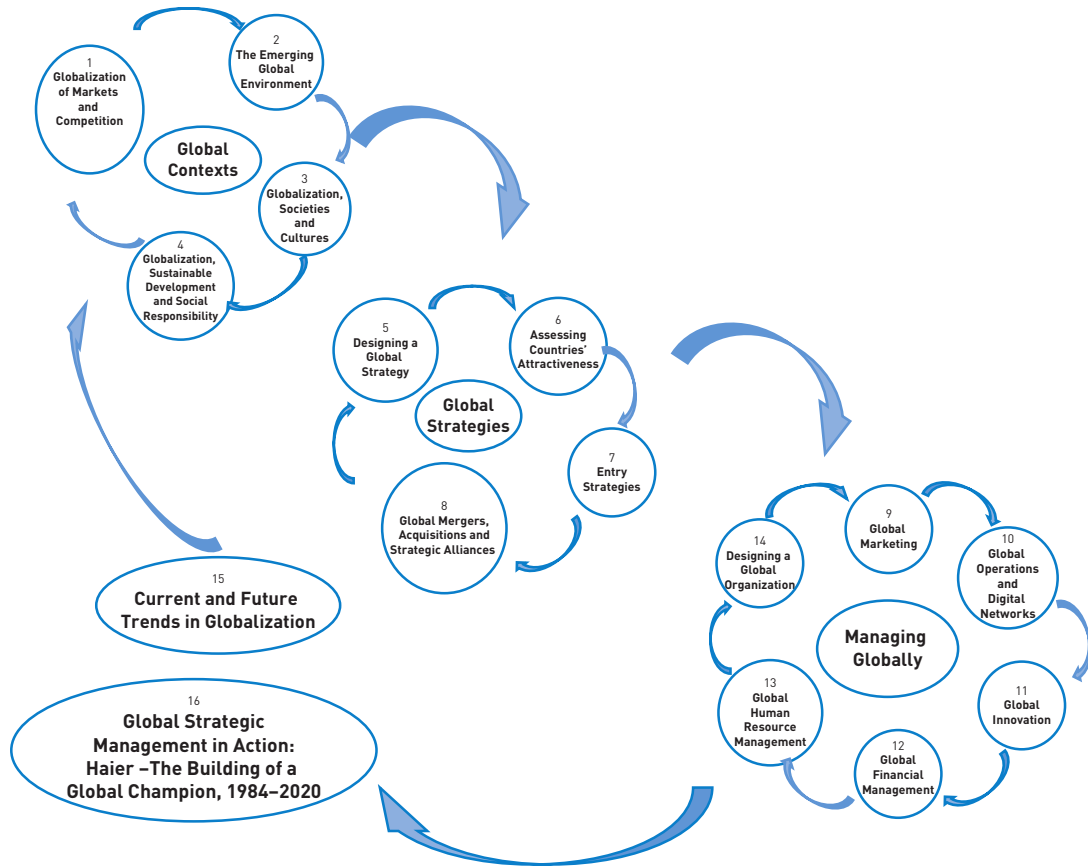 1
Globalization
of Markets
and
Competition
2
The Emerging
Global
Environment
Global
Contexts
3
Globalization,
Societies
and
Cultures
4
Globalization,
Sustainable
Development
and Social
Responsibility
5
Designing a
Global
Strategy
6
Assessing
Countries'
Attractiveness
Global
Strategies
7
Entry
Strategies
8
Global Mergers,
Acquisitions and
Strategic Alliances
9
Global
Marketing
10
Global
Operations
and
Digital
Networks
14
Designing a
Global
Organization
Managing
Globally
11
Global
Innovation
13
Global
Human
Resource
Management
12
Global
Financial
Management
15
Current and Future
Trends in Globalization
16
Global Strategic
Management in Action:
Haier –The Building of a
Global Champion, 1984–2020